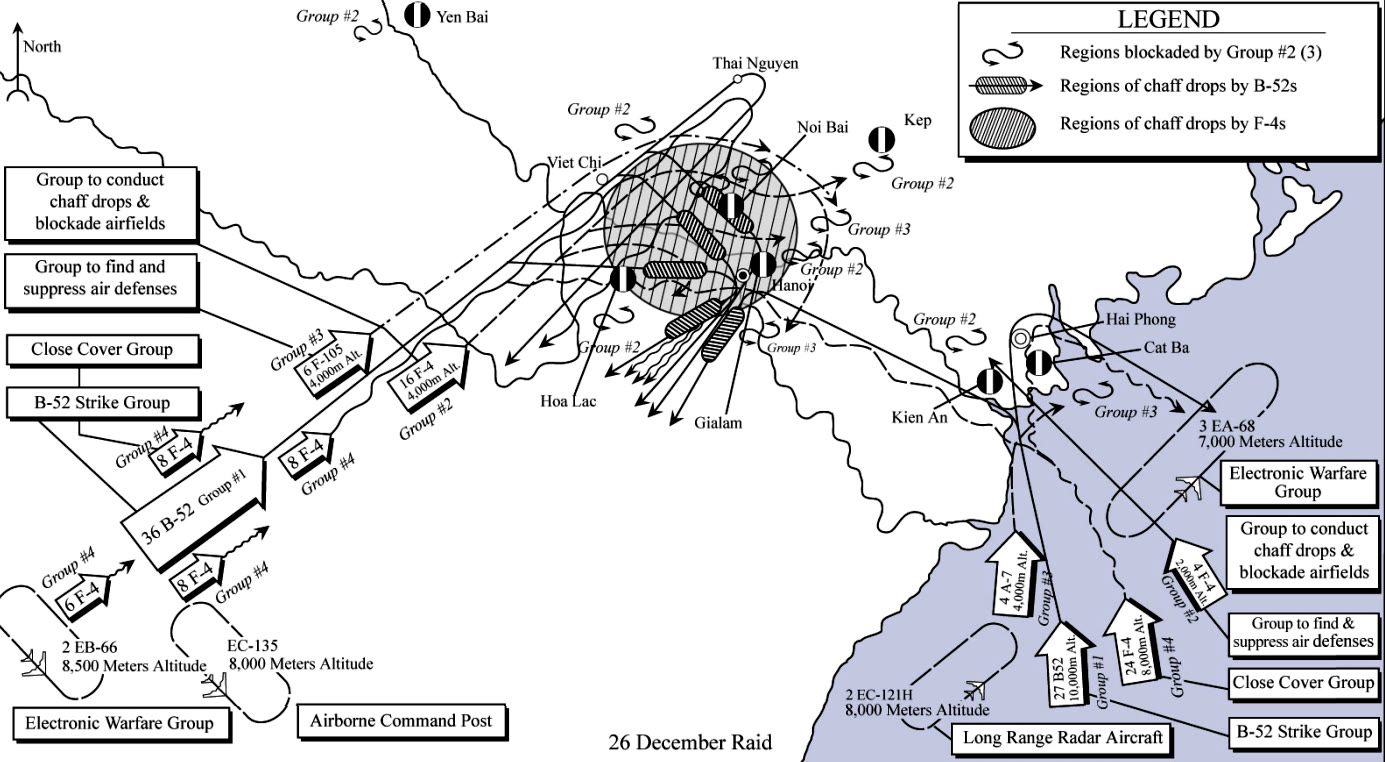 Group #2
Yen Bai
North
LEGEND
Regions blockaded by Group #2 (3)
Regions of chaff drops by B-52s
Regions of chaff drops by F-4s
Thai Nguyen
Group #2
Noi Bai
Kep
Viet Chi
Group #2
Group to conduct
chaff drops &
blockade airfields
Group #3
Group to find and
suppress air defenses
Group #2
Hanoi
Group #2
Hai Phong
Close Cover Group
Group #3
6 F-105
4,000m Alt.
Group #2
Group #3
Cat Ba
16 F-4
4,000m Alt.
Group #2
B-52 Strike Group
Hoa Lac
Gialam
Kien An
Group #3
3 EA-68
7,000 Meters Altitude
Group #4
8 F-4
8 F-4
Group #4
Electronic Warfare
Group
36 B-52 Group #1
Group to conduct
chaff drops &
blockade airfields
Group #4
6 F-4
8 F-4
Group #4
4 A-7
4,000m Alt.
Group #3
4 F-4
2,000m Alt.
Group #2
Group to find &
suppress air defenses
2 EB-66
8,500 Meters Altitude
EC-135
8,000 Meters Altitude
27 B52
10,000m Alt.
Group #1
24 F-4
8,000m Alt.
Group #4
Close Cover Group
2 EC-121H
8,000 Meters Altitude
Electronic Warfare Group
Airborne Command Post
B-52 Strike Group
26 December Raid
Long Range Radar Aircraft